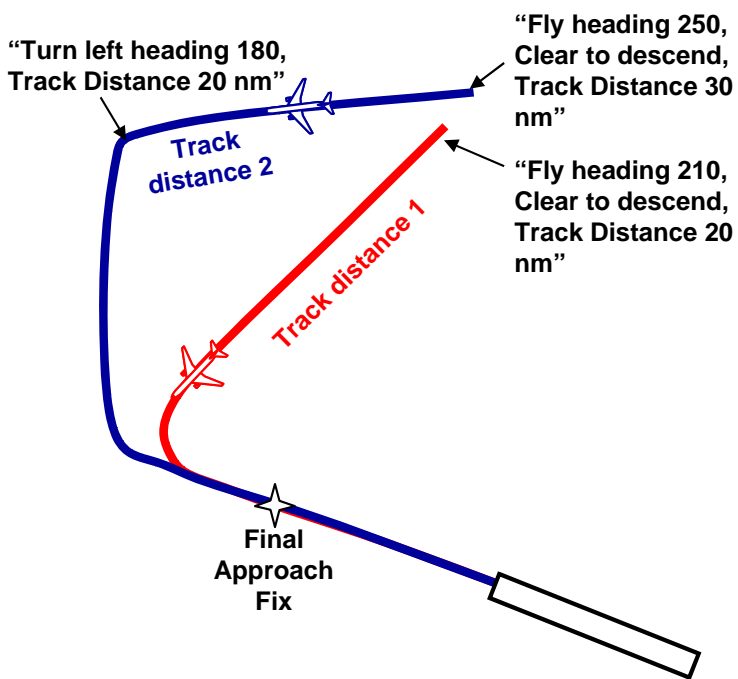 “Turn left heading 180,
Track Distance 20 nm”
“Fly heading 250,
Clear to descend,
Track Distance 30
nm”
Track
distance 2
“Fly heading 210,
Clear to descend,
Track Distance 20
nm”
Track distance 1
Final
Approach
Fix